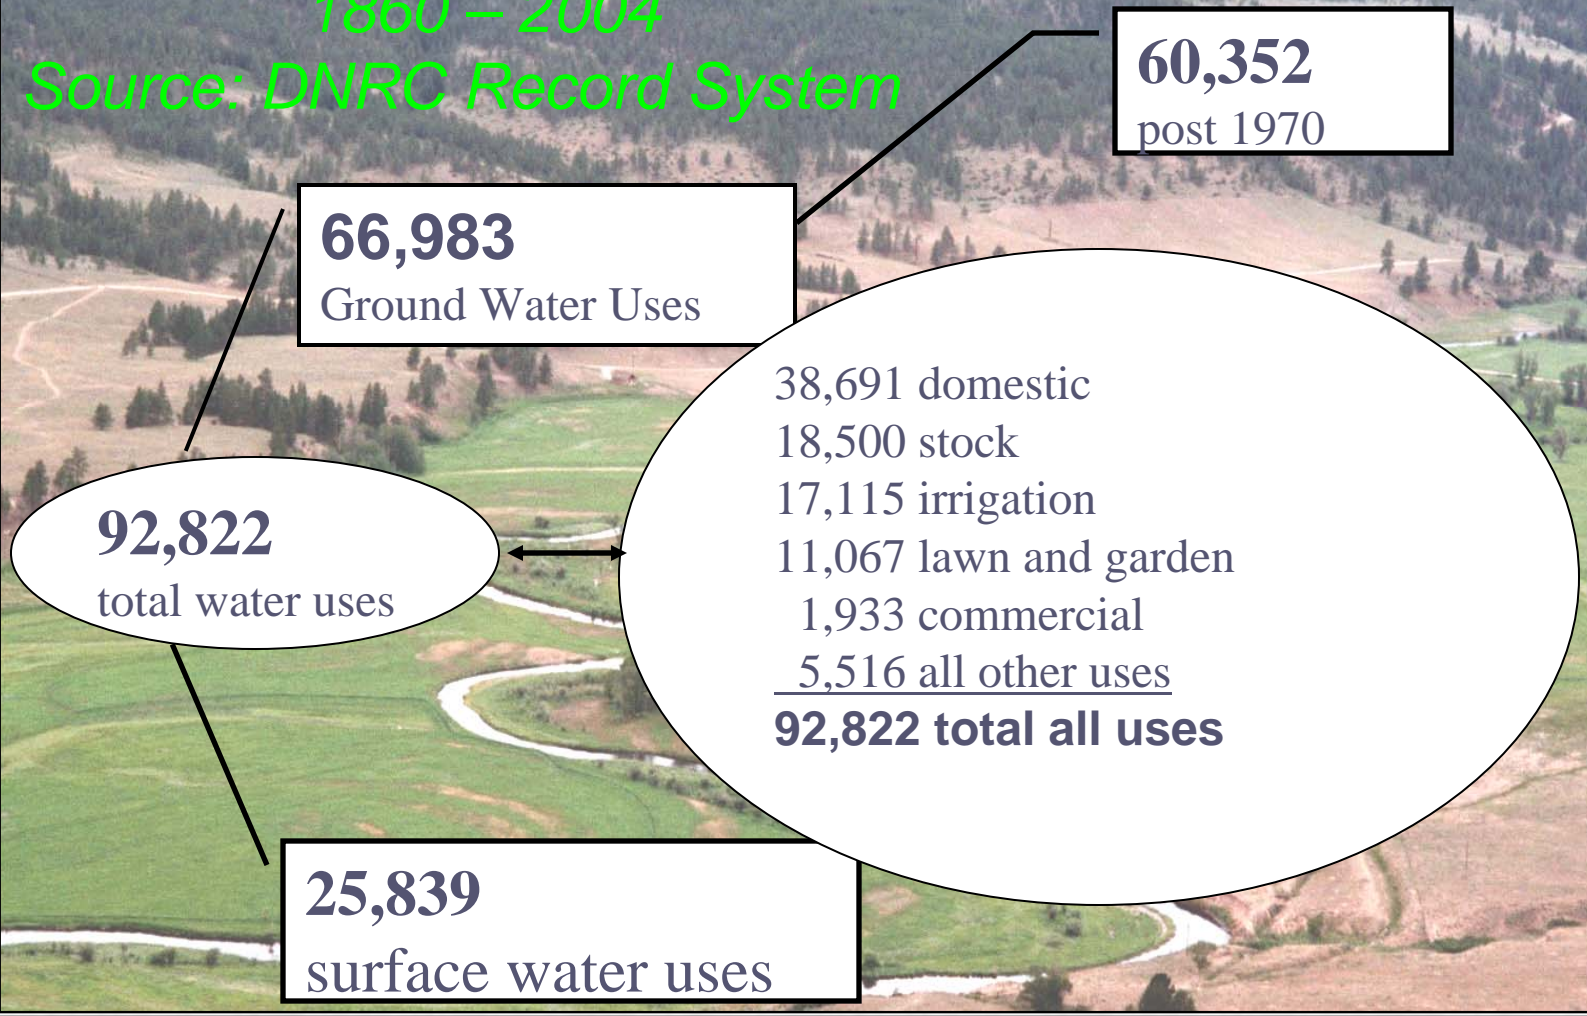 1860 – 2004
Source: DNRC Record System
60,352
post 1970
66,983
Ground Water Uses
38,691 domestic
18,500 stock
17,115 irrigation
11,067 lawn and garden
1,933 commercial
5,516 all other uses
92,822 total all uses
92,822
total water uses
25,839
surface water uses